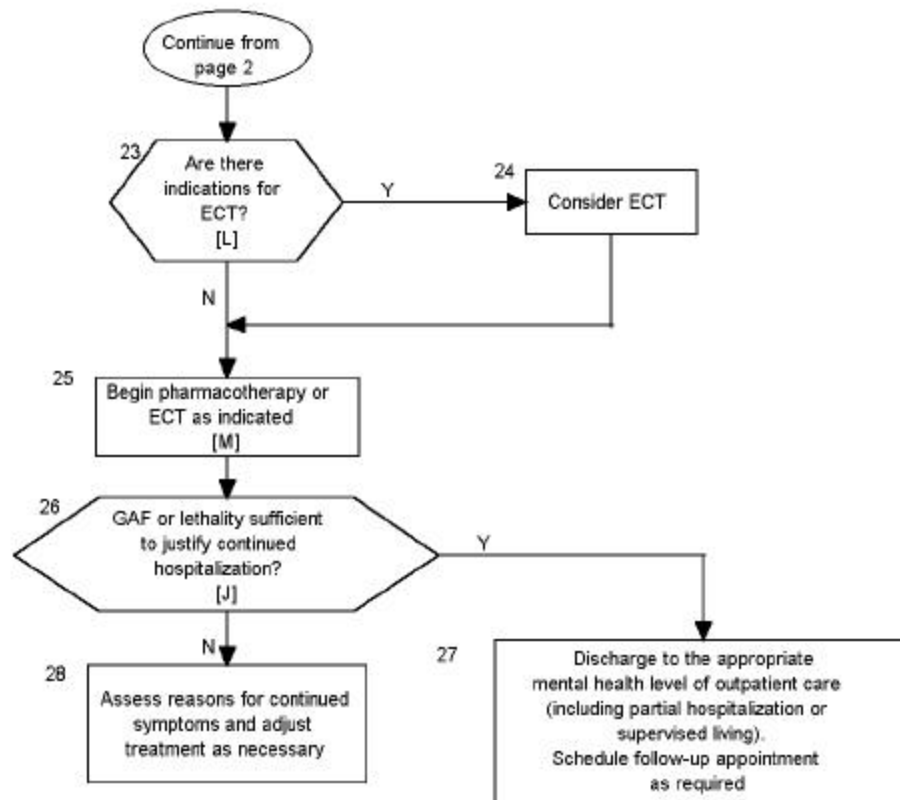 Continue from
page 2
23
Are there
indications for
ECT?
[L]
Y
24
Consider ECT
N
25
Begin pharmacotherapy or
ECT as indicated
[M]
26
GAF or lethality sufficient
to justify continued
hospitalization?
[J]
Y
N
28
Assess reasons for continued
symptoms and adjust
treatment as necessary
27
Discharge to the appropriate
mental health level of outpatient care
(including partial hospitalization or
supervised living).
Schedule follow-up appointment
as required